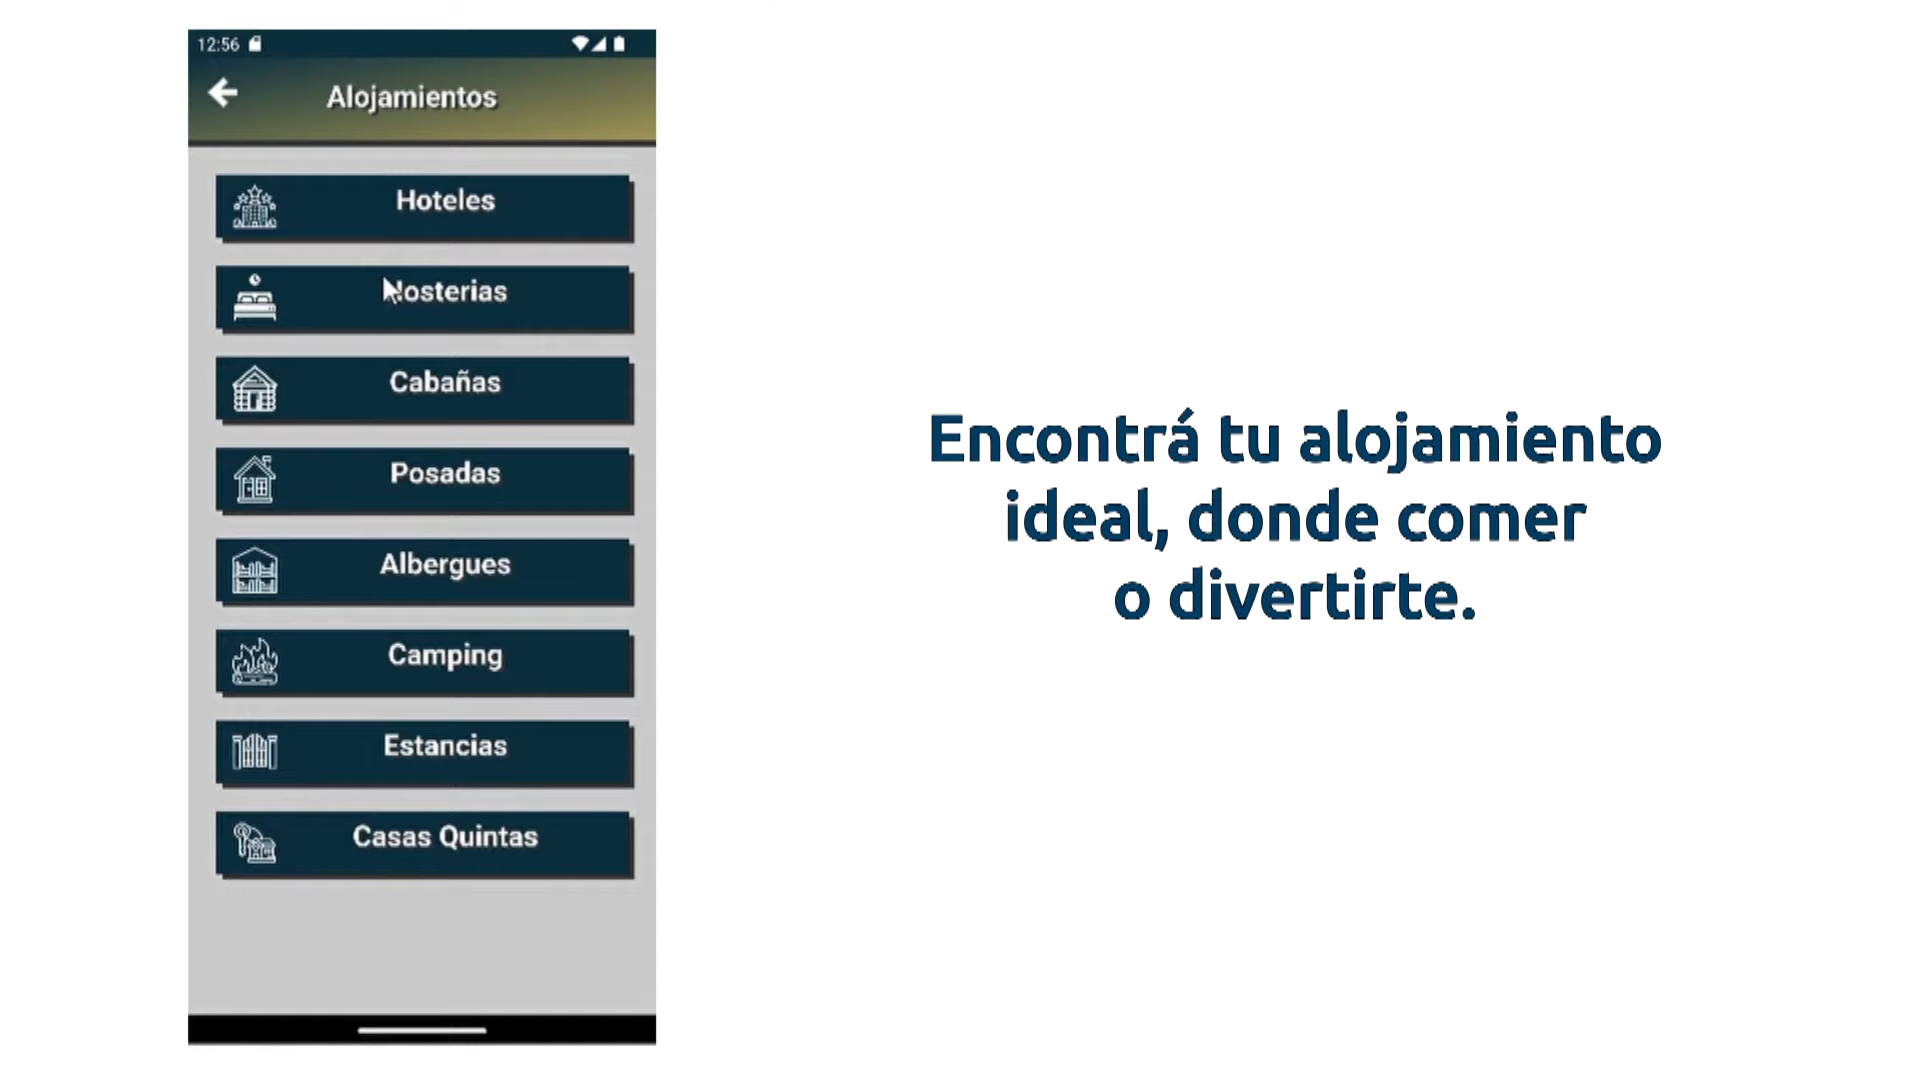 12:56
Alojamientos
Hoteles
Hosterias
Cabañas
Posadas
Albergues
Camping
Estancias
Casas Quintas
Encontrá tu alojamiento
ideal, donde comer
o divertirte.